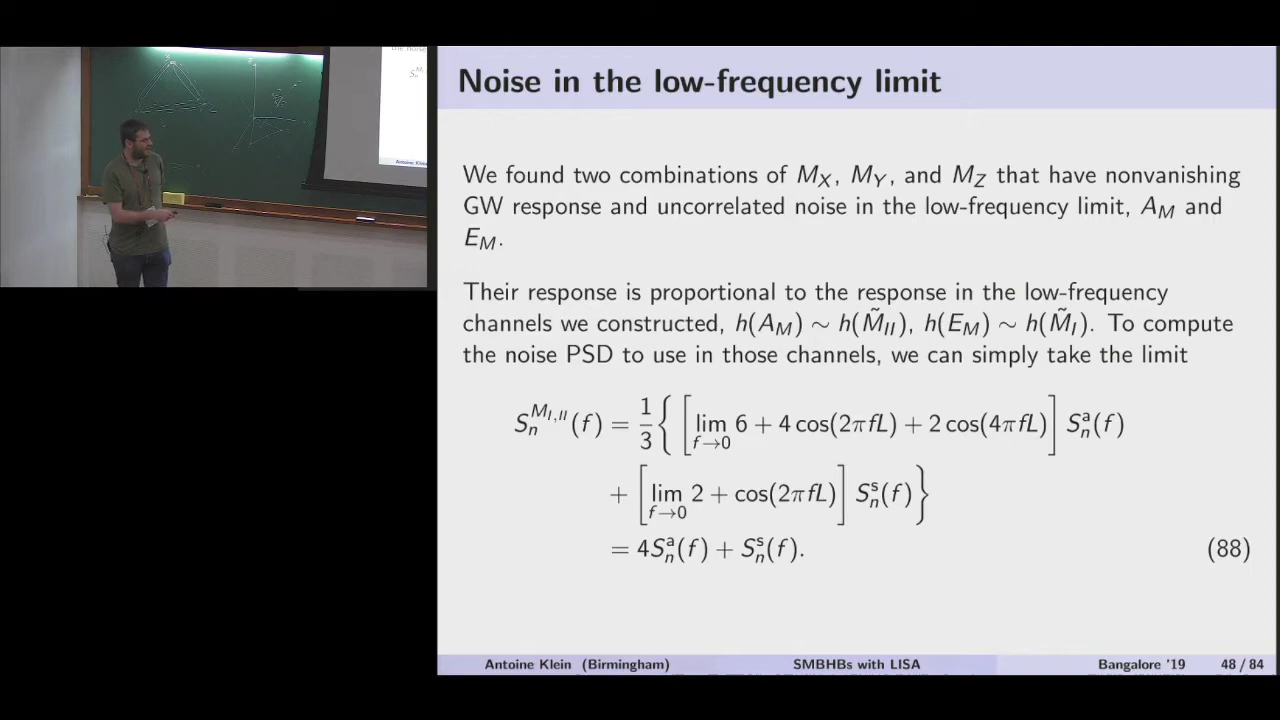 Noise in the low-frequency limit
We found two combinations of M_X, M_Y, and M_Z that have nonvanishing
GW response and uncorrelated noise in the low-frequency limit, A_M and
E_M.
Their response is proportional to the response in the low-frequency
channels we constructed, h(A_M) ∼ h(M̃_II), h(E_M) ∼ h(M̃_I). To compute
the noise PSD to use in those channels, we can simply take the limit
S_n^{M_{I,II}}(f) = 1/3 { [ lim_{f→0} 6 + 4 cos(2πfL) + 2 cos(4πfL) ] S_n^a(f)
+ [ lim_{f→0} 2 + cos(2πfL) ] S_n^s(f) }
= 4S_n^a(f) + S_n^s(f). (88)
Antoine Klein (Birmingham) SMBHBs with LISA Bangalore '19 48 / 84